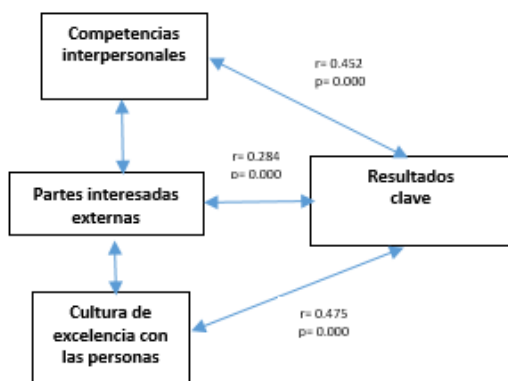 Competencias
interpersonales
r= 0.452
p= 0.000
r= 0.284
p= 0.000
Partes interesadas
externas
Resultados
clave
Cultura de
excelencia con
las personas
r= 0.475
p= 0.000